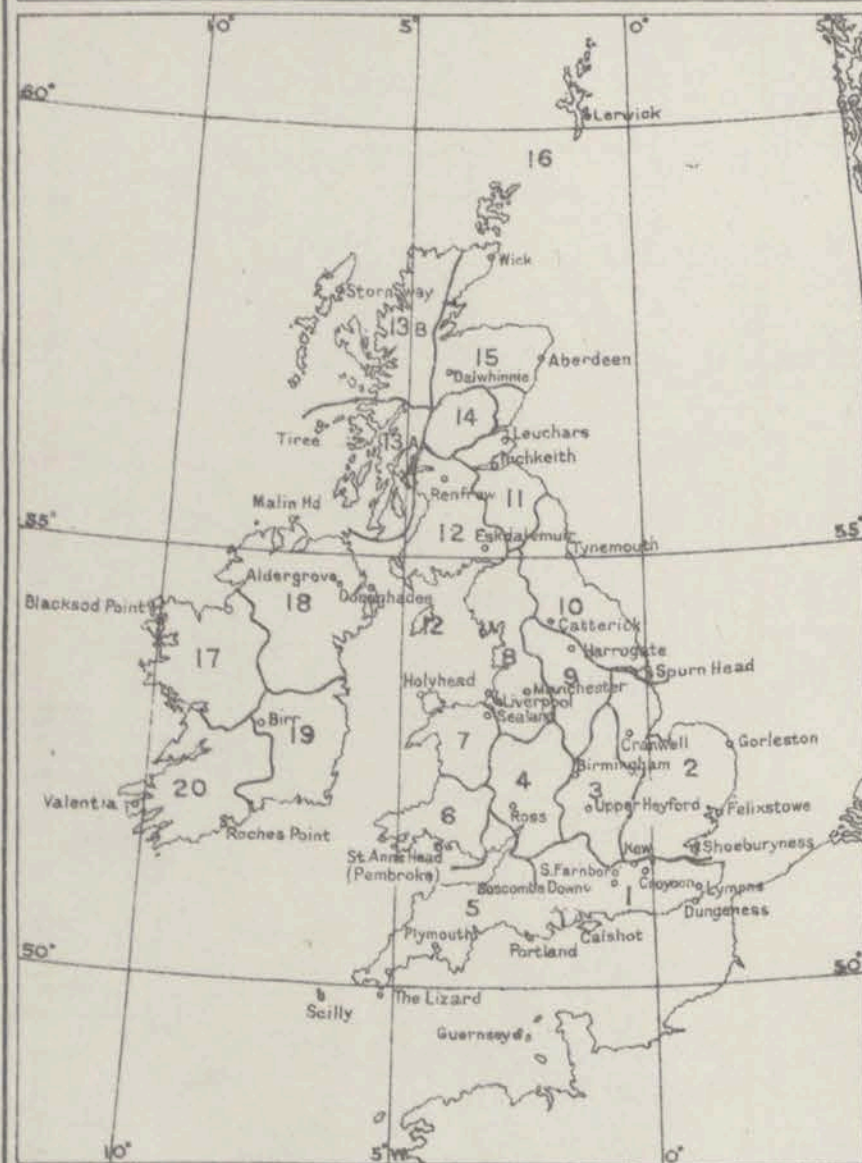 10° 5° 0°
60°
Lerwick
16
Wick
Stornoway
13 B
15
Aberdeen
Dalwhinnie
14
Tiree
13 A
Leuchars
Inchkeith
Renfrew
11
Malin Hd
55° 55°
12 Eskdalemuir
Tynemouth
Aldergrove
18
Donaghadee
Blacksod Point
12
10
Catterick
17
8
Harrogate
9
Spurn Head
Holyhead
Manchester
Liverpool
Sealand
Birr
19
7
Cranwell
Gorleston
Birmingham
2
4
3
20
Valentia
Ross
Upper Heyford
Felixstowe
6
Roches Point
Kew
Shoeburyness
St. Anns Head
(Pembroke)
S. Farnboro
Boscombe Down
Croydon
Lympne
1
5
Dungeness
Plymouth
Calshot
Portland
50° 50°
Scilly
The Lizard
Guernsey
10° 5°W 0°